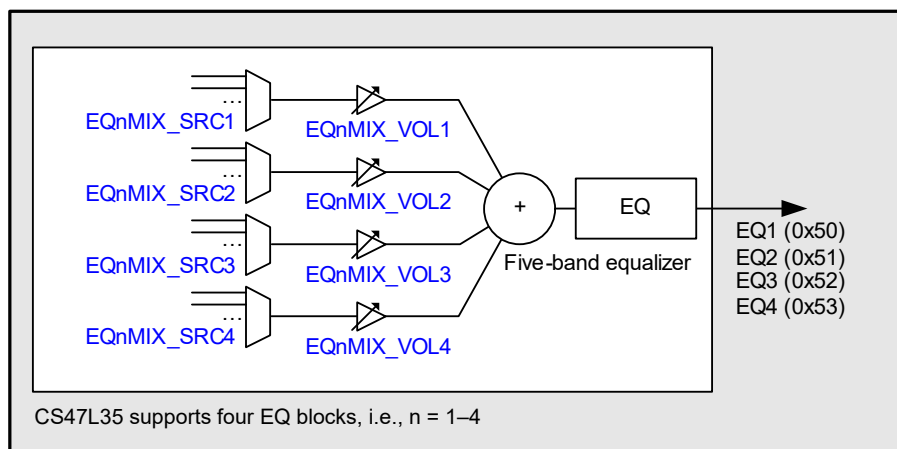 ...
EQnMIX_SRC1
EQnMIX_VOL1
...
EQnMIX_SRC2
EQnMIX_VOL2
...
EQnMIX_SRC3
EQnMIX_VOL3
...
EQnMIX_SRC4
EQnMIX_VOL4
+
EQ
Five-band equalizer
EQ1 (0x50)
EQ2 (0x51)
EQ3 (0x52)
EQ4 (0x53)
CS47L35 supports four EQ blocks, i.e., n = 1–4